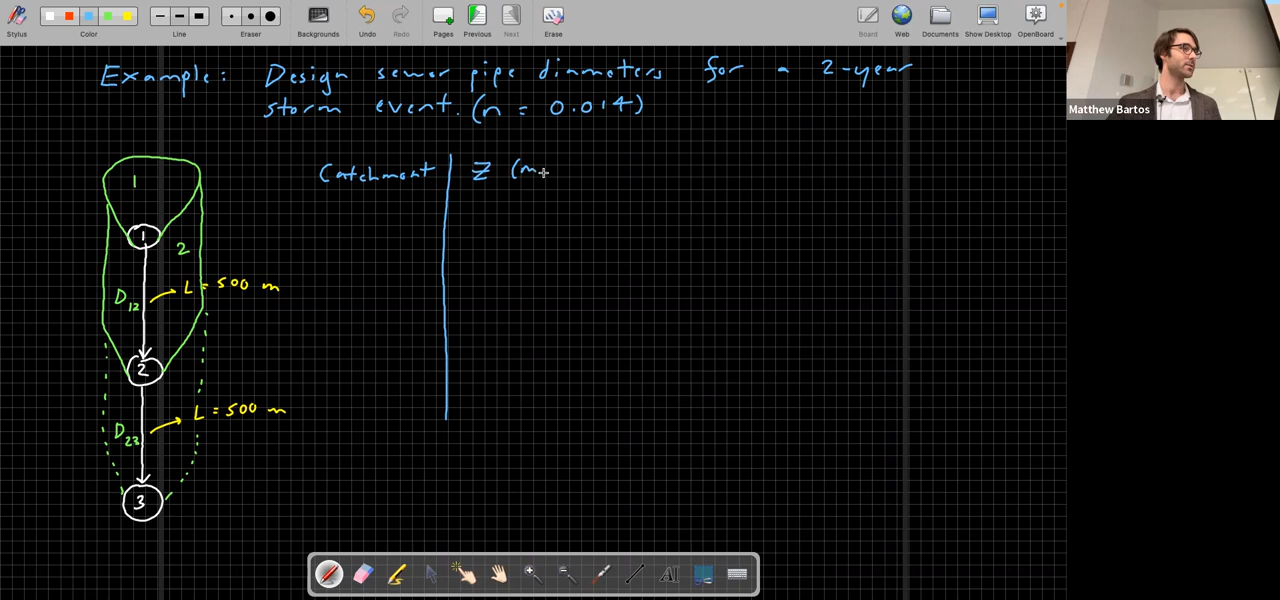 Stylus
Color
Line
Eraser
Backgrounds
Undo
Redo
Pages
Previous
Next
Erase
Board
Web
Documents
Show Desktop
OpenBoard
Matthew Bartos
Example: Design sewer pipe diameters for a 2-year
storm event. (n = 0.014)
Catchment
Z (m
1
1
2
L = 500 m
D12
2
L = 500 m
D23
3
AI